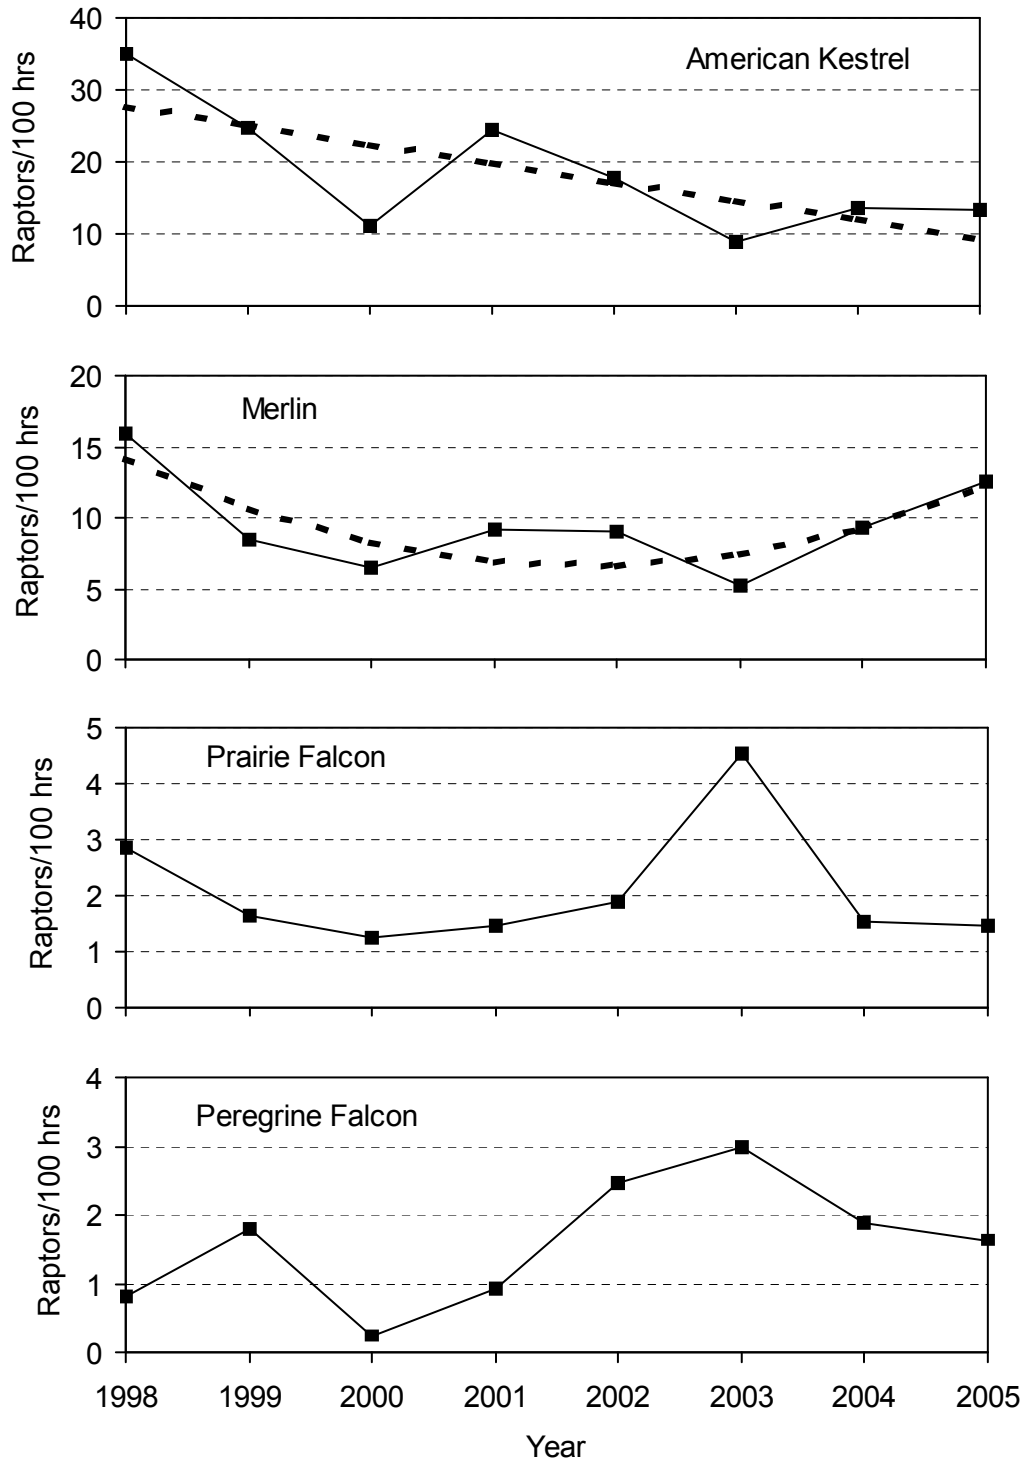 40
30
20
10
0
Raptors/100 hrs
American Kestrel
20
15
10
5
0
Raptors/100 hrs
Merlin
5
4
3
2
1
0
Raptors/100 hrs
Prairie Falcon
4
3
2
1
0
Raptors/100 hrs
Peregrine Falcon
1998 1999 2000 2001 2002 2003 2004 2005
Year